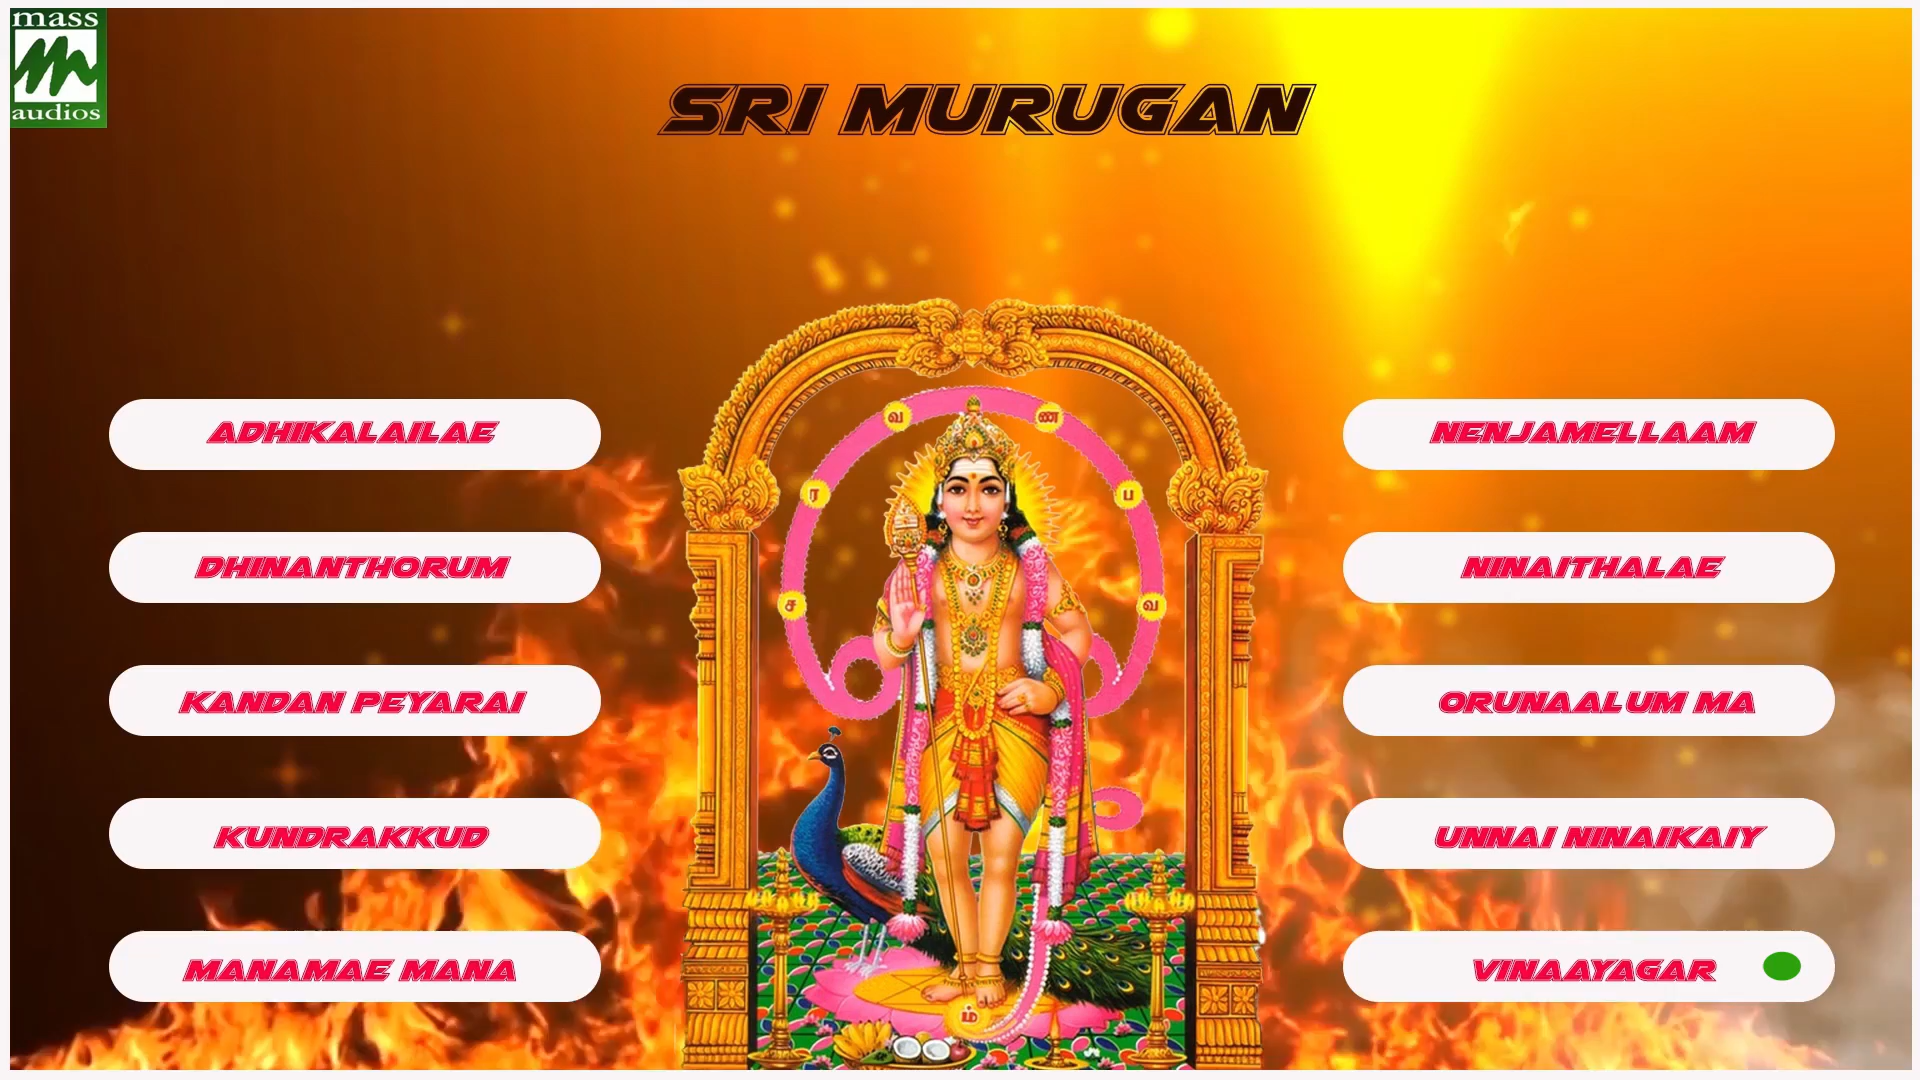 mass
audios
SRI MURUGAN
ADHIKALAILAE
DHINANTHORUM
KANDAN PEYARAI
KUNDRAKKUD
MANAMAE MANA
ச
ர
வ
ண
ப
வ
ம்
NENJAMELLAAM
NINAITHALAE
ORUNAALUM MA
UNNAI NINAIKAIY
VINAAYAGAR